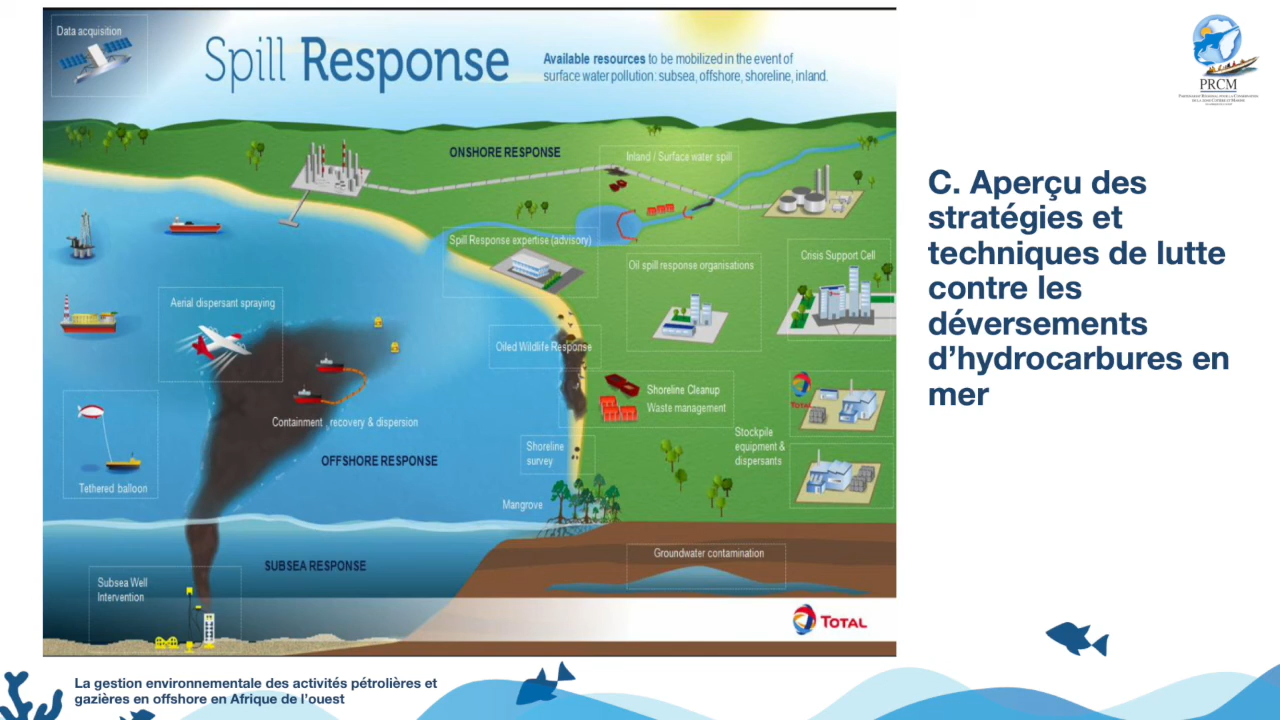 Data acquisition
Spill Response
Available resources to be mobilized in the event of
surface water pollution: subsea, offshore, shoreline, inland.
PRCM
ONSHORE RESPONSE
Inland / Surface water spill
C. Aperçu des
stratégies et
techniques de lutte
contre les
déversements
d’hydrocarbures en
mer
Spill Response expertise (advisory)
Oil spill response organisations
Crisis Support Cell
Aerial dispersant spraying
Oiled Wildlife Response
Shoreline Cleanup
Waste management
TOTAL
Containment , recovery & dispersion
Stockpile
equipment &
dispersants
Shoreline
survey
OFFSHORE RESPONSE
Tethered balloon
Mangrove
Groundwater contamination
SUBSEA RESPONSE
Subsea Well
Intervention
TOTAL
La gestion environnementale des activités pétrolières et
gazières en offshore en Afrique de l’ouest